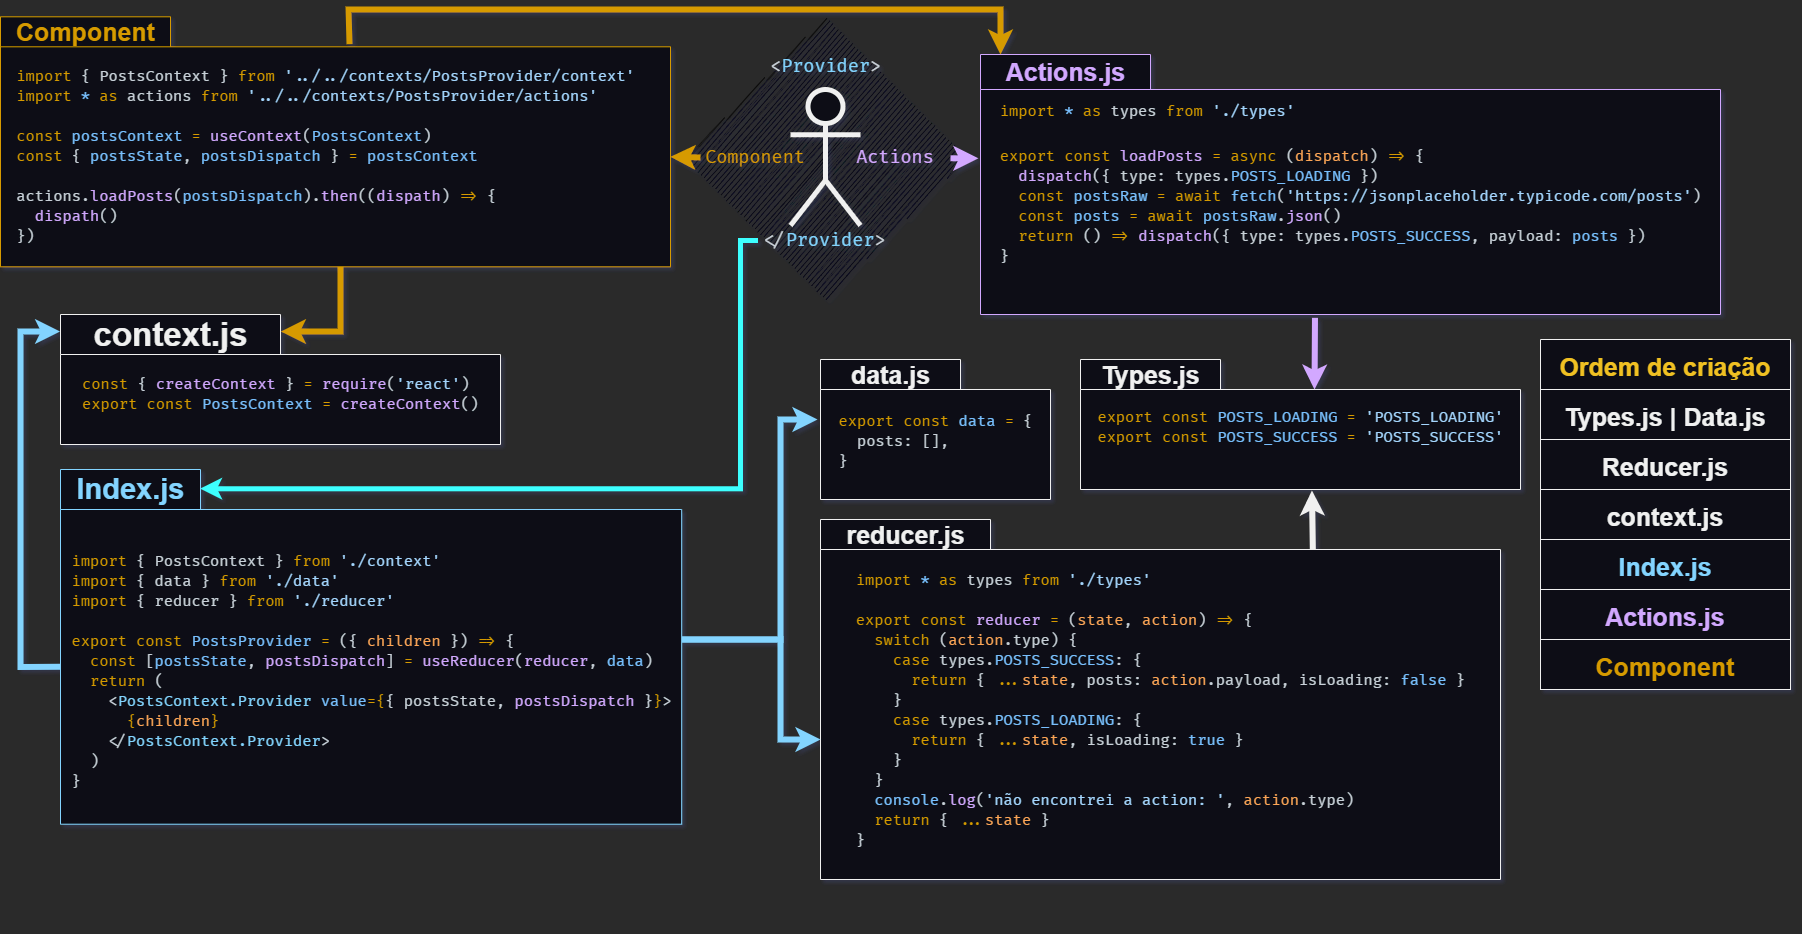 Component
import { PostsContext } from '../../contexts/PostsProvider/context'
import * as actions from '../../contexts/PostsProvider/actions'
const postsContext = useContext(PostsContext)
const { postsState, postsDispatch } = postsContext
actions.loadPosts(postsDispatch).then((dispath) => {
dispath()
})
<Provider>
Component
Actions
</Provider>
Actions.js
import * as types from './types'
export const loadPosts = async (dispatch) => {
dispatch({ type: types.POSTS_LOADING })
const postsRaw = await fetch('https://jsonplaceholder.typicode.com/posts')
const posts = await postsRaw.json()
return () => dispatch({ type: types.POSTS_SUCCESS, payload: posts })
}
context.js
const { createContext } = require('react')
export const PostsContext = createContext()
Index.js
import { PostsContext } from './context'
import { data } from './data'
import { reducer } from './reducer'
export const PostsProvider = ({ children }) => {
const [postsState, postsDispatch] = useReducer(reducer, data)
return (
<PostsContext.Provider value={{ postsState, postsDispatch }}>
{children}
</PostsContext.Provider>
)
}
data.js
export const data = {
posts: [],
}
Types.js
export const POSTS_LOADING = 'POSTS_LOADING'
export const POSTS_SUCCESS = 'POSTS_SUCCESS'
reducer.js
import * as types from './types'
export const reducer = (state, action) => {
switch (action.type) {
case types.POSTS_SUCCESS: {
return { ...state, posts: action.payload, isLoading: false }
}
case types.POSTS_LOADING: {
return { ...state, isLoading: true }
}
}
console.log('não encontrei a action: ', action.type)
return { ...state }
}
Ordem de criação
Types.js | Data.js
Reducer.js
context.js
Index.js
Actions.js
Component